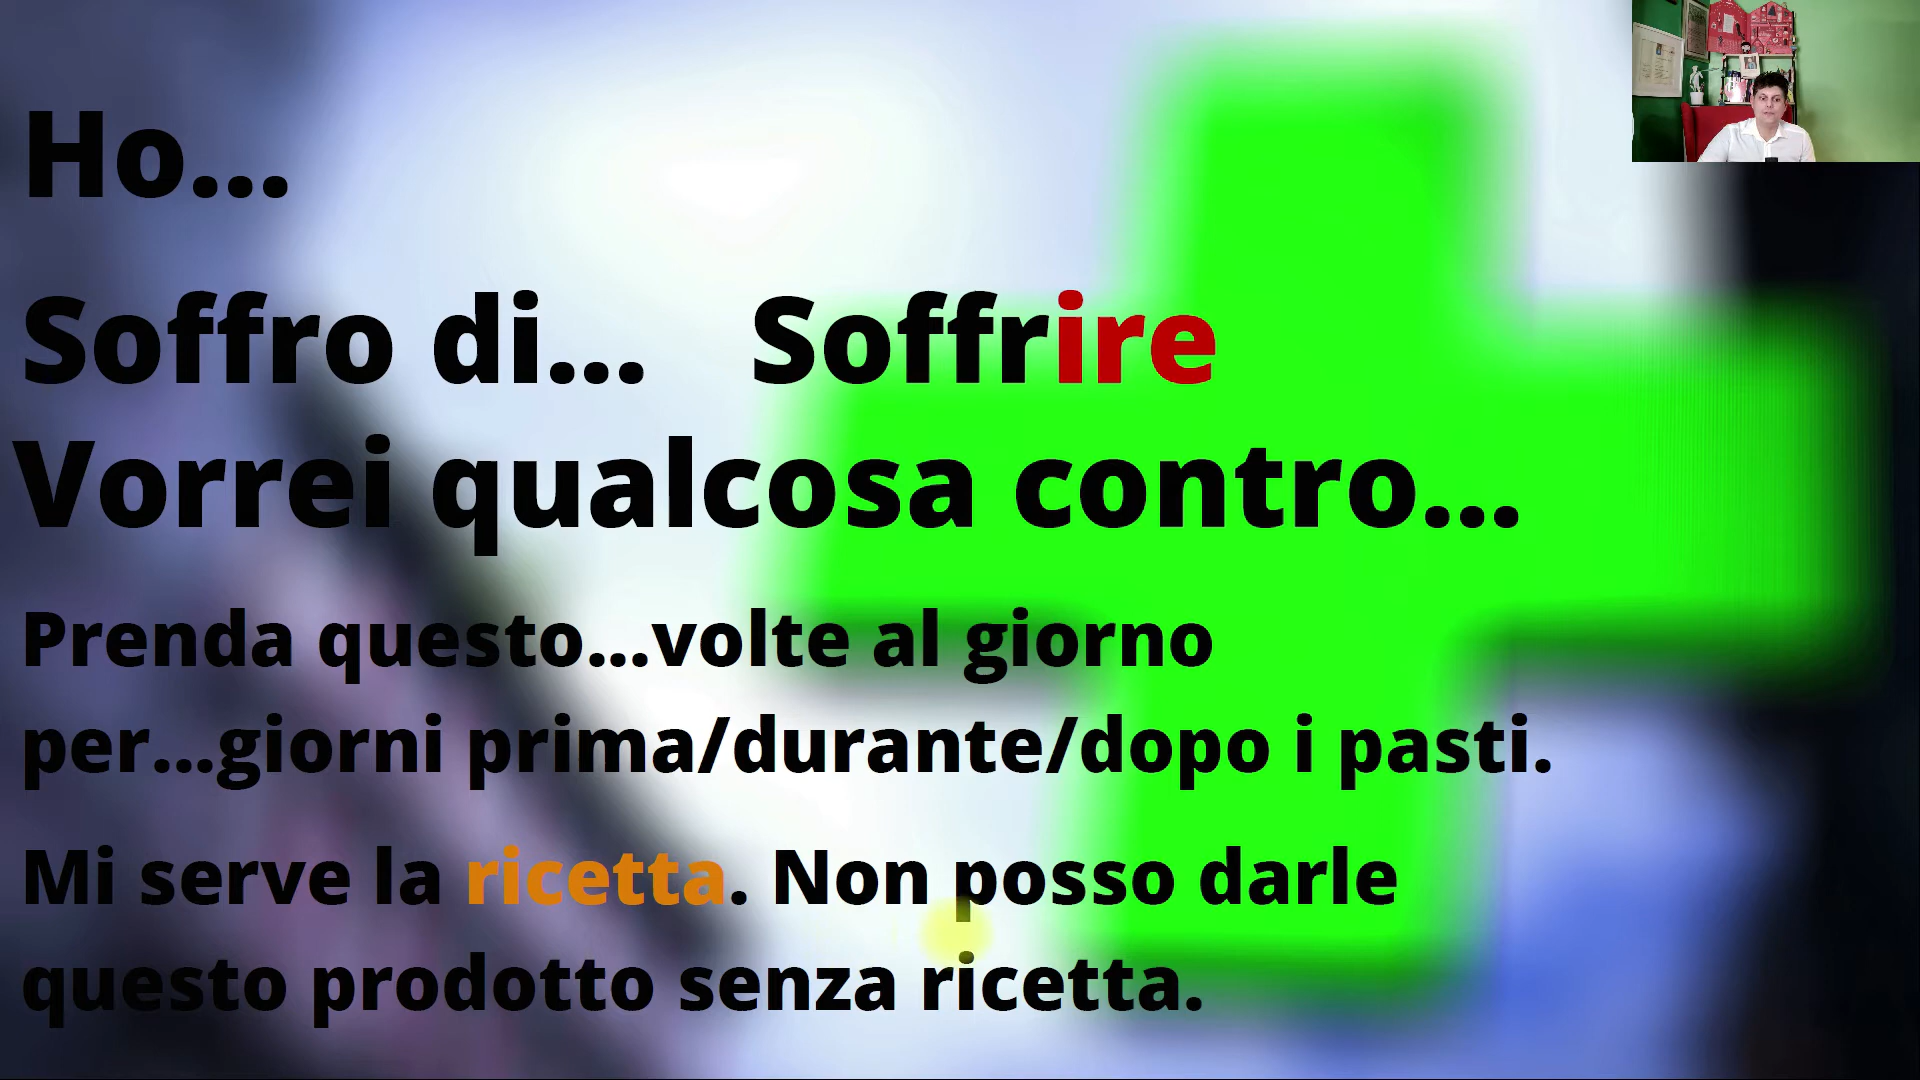 Ho...
Soffro di... Soffrire
Vorrei qualcosa contro...
Prenda questo...volte al giorno
per...giorni prima/durante/dopo i pasti.
Mi serve la ricetta. Non posso darle
questo prodotto senza ricetta.